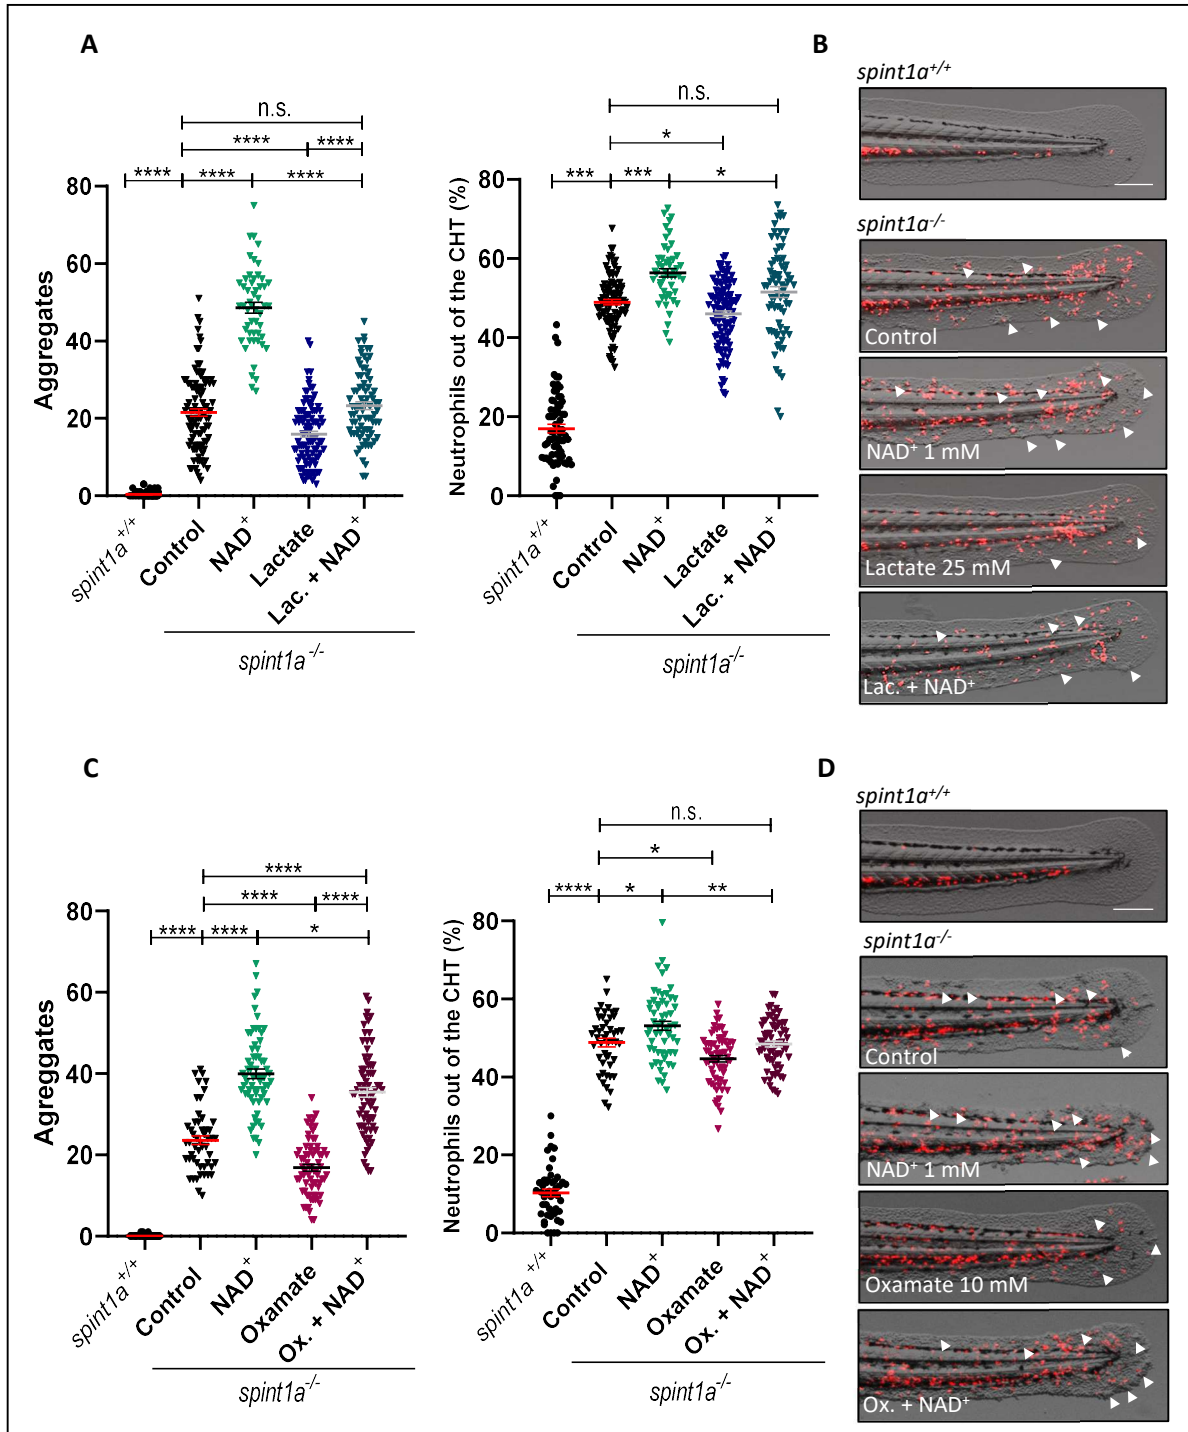 A
B
n.s.
**** ****
**** **** ****
Aggregates
80
60
40
20
0
spint1a+/+
Control
NAD+
Lactate
Lac. + NAD+
spint1a-/-
n.s.
*
*** *** *
Neutrophils out of the CHT (%)
80
60
40
20
0
spint1a+/+
Control
NAD+
Lactate
Lac. + NAD+
spint1a-/-
spint1a+/+
spint1a-/-
Control
NAD+ 1 mM
Lactate 25 mM
Lac. + NAD+
C
D
****
**** ****
**** **** *
Agreggates
80
60
40
20
0
spint1a+/+
Control
NAD+
Oxamate
Ox. + NAD+
spint1a-/-
n.s.
*
**** * **
Neutrophils out of the CHT (%)
80
60
40
20
0
spint1a+/+
Control
NAD+
Oxamate
Ox. + NAD+
spint1a-/-
spint1a+/+
spint1a-/-
Control
NAD+ 1 mM
Oxamate 10 mM
Ox. + NAD+